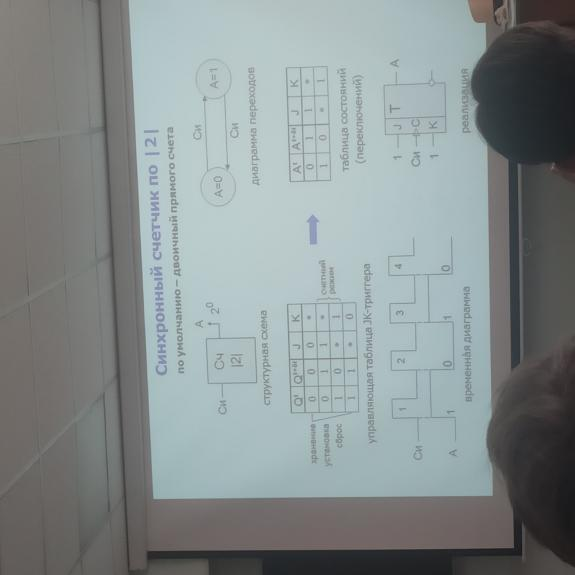 Синхронный счетчик по |2|
по умолчанию – двоичный прямого счета
Си
Сч
|2|
A
2⁰
структурная схема
A=0
Си
Си
A=1
диаграмма переходов
Qᵗ Qᵗ⁺ᵟᵗ J K
хранение 0 0 0 *
установка 0 1 1 *
сброс 1 0 * 1
1 1 * 0
счетный
режим
управляющая таблица JK-триггера
Aᵗ Aᵗ⁺ᵟᵗ J K
0 1 1 *
1 0 * 1
таблица состояний
(переключений)
Си 1 2 3 4
A 1 0 1 0
временная диаграмма
1 J T A
Си C
1 K
реализация